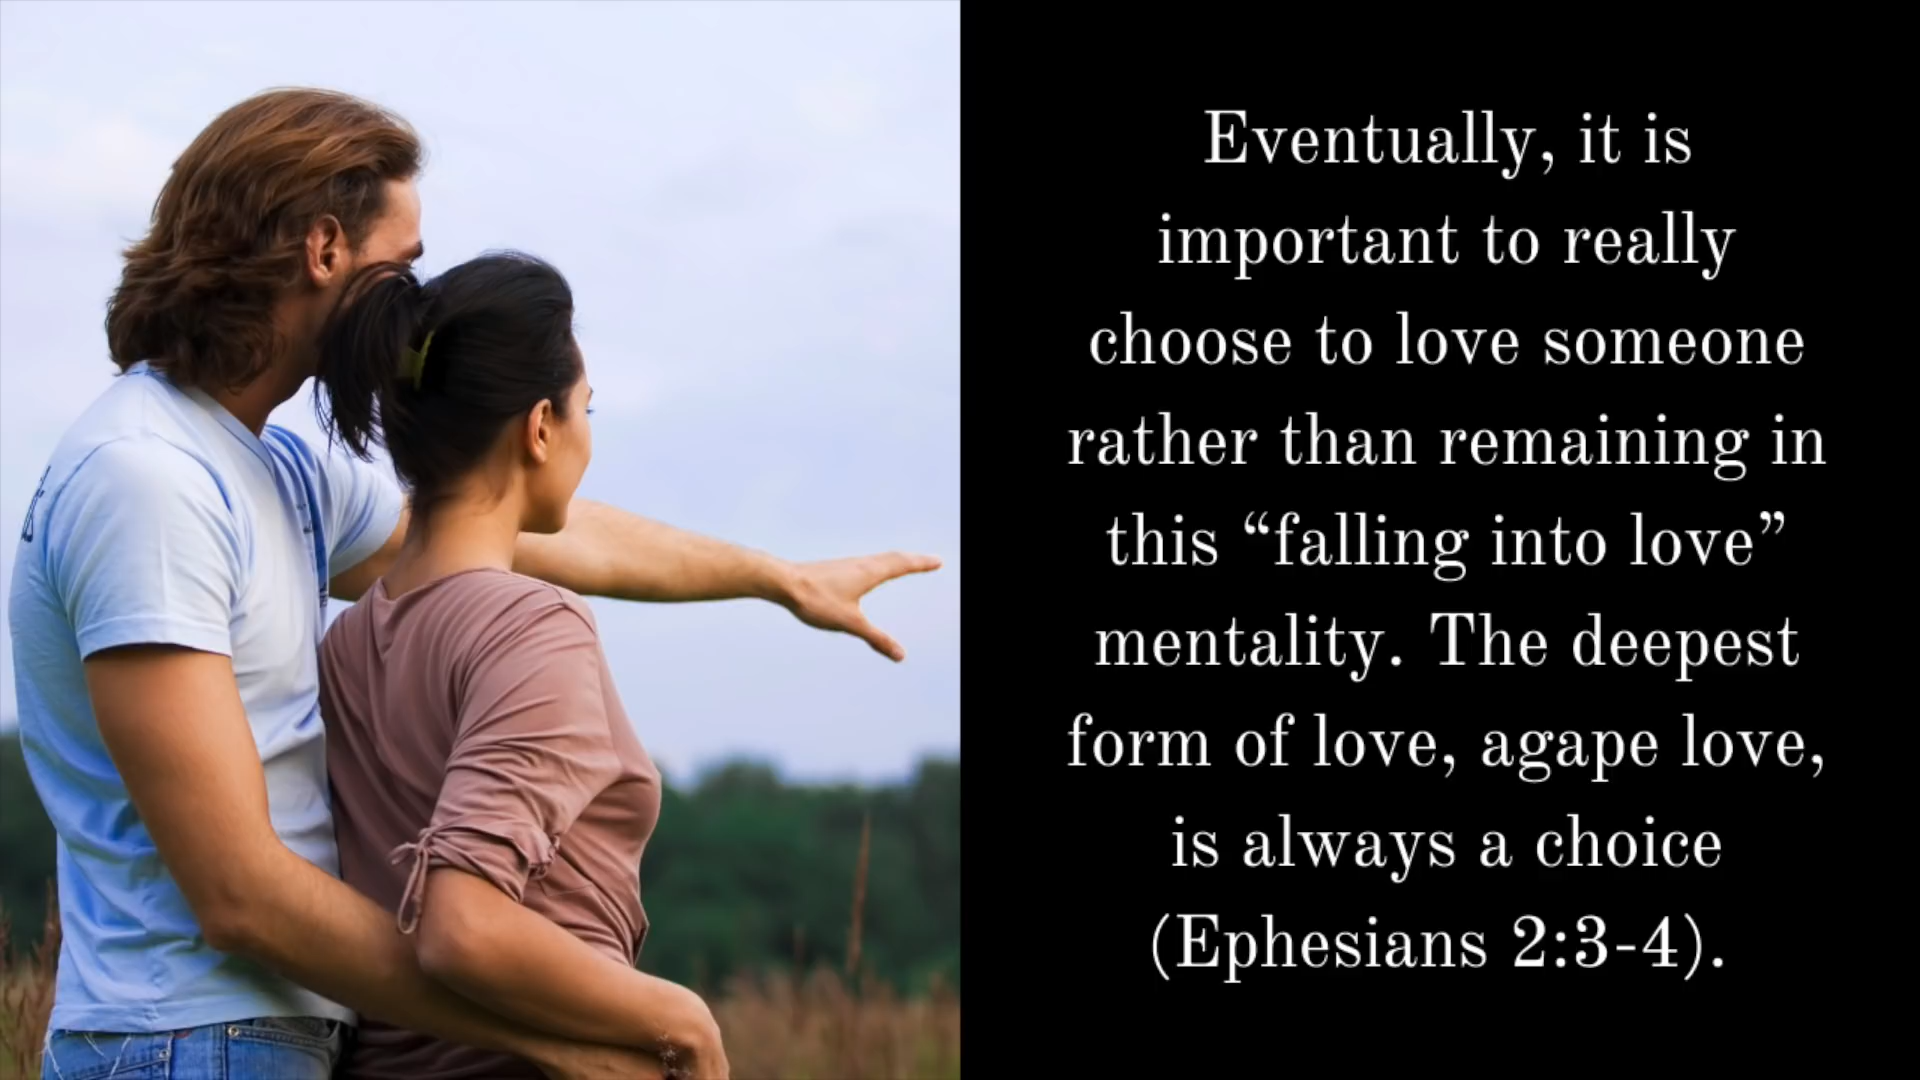 Eventually, it is
important to really
choose to love someone
rather than remaining in
this “falling into love”
mentality. The deepest
form of love, agape love,
is always a choice
(Ephesians 2:3-4).